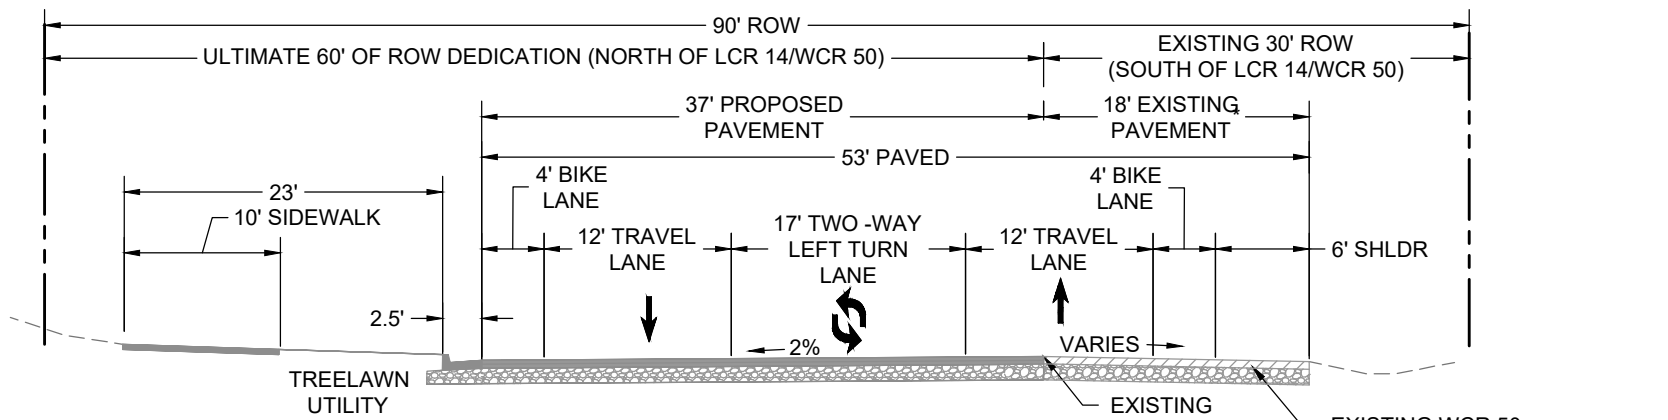 90' ROW
ULTIMATE 60' OF ROW DEDICATION (NORTH OF LCR 14/WCR 50)
EXISTING 30' ROW
(SOUTH OF LCR 14/WCR 50)
37' PROPOSED
PAVEMENT
18' EXISTING
PAVEMENT*
53' PAVED
4' BIKE
LANE
4' BIKE
LANE
23'
10' SIDEWALK
12' TRAVEL
LANE
17' TWO -WAY
LEFT TURN
LANE
12' TRAVEL
LANE
6' SHLDR
2.5'
2%
VARIES
TREELAWN
UTILITY
EXISTING
EXISTING WCR 50